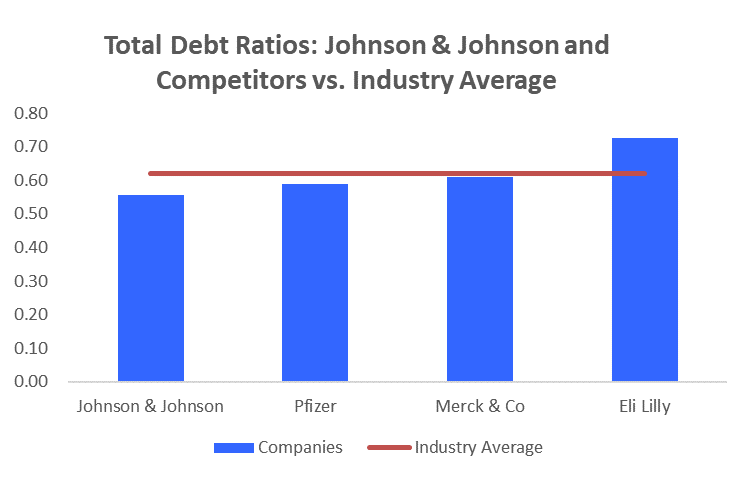 Total Debt Ratios: Johnson & Johnson and
Competitors vs. Industry Average
0.80
0.70
0.60
0.50
0.40
0.30
0.20
0.10
0.00
Johnson & Johnson
Pfizer
Merck & Co
Eli Lilly
Companies
Industry Average